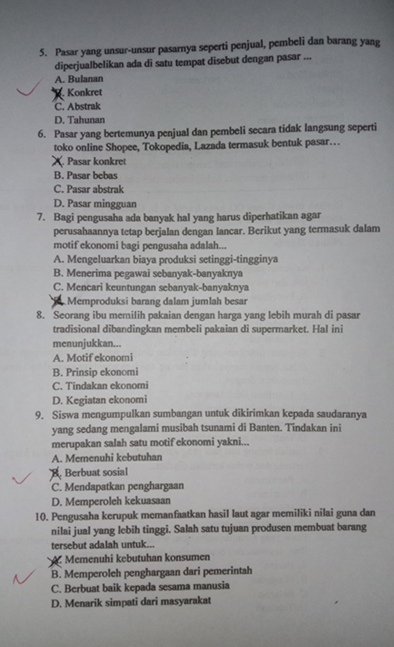 5. Pasar yang unsur-unsur pasarnya seperti penjual, pembeli dan barang yang
diperjualbelikan ada di satu tempat disebut dengan pasar ...
A. Bulanan
B. Konkret
C. Abstrak
D. Tahunan
6. Pasar yang bertemunya penjual dan pembeli secara tidak langsung seperti
toko online Shopee, Tokopedia, Lazada termasuk bentuk pasar…
A. Pasar konkret
B. Pasar bebas
C. Pasar abstrak
D. Pasar mingguan
7. Bagi pengusaha ada banyak hal yang harus diperhatikan agar
perusahaannya tetap berjalan dengan lancar. Berikut yang termasuk dalam
motif ekonomi bagi pengusaha adalah...
A. Mengeluarkan biaya produksi setinggi-tingginya
B. Menerima pegawai sebanyak-banyaknya
C. Mencari keuntungan sebanyak-banyaknya
D. Memproduksi barang dalam jumlah besar
8. Seorang ibu memilih pakaian dengan harga yang lebih murah di pasar
tradisional dibandingkan membeli pakaian di supermarket. Hal ini
menunjukkan...
A. Motif ekonomi
B. Prinsip ekonomi
C. Tindakan ekonomi
D. Kegiatan ekonomi
9. Siswa mengumpulkan sumbangan untuk dikirimkan kepada saudaranya
yang sedang mengalami musibah tsunami di Banten. Tindakan ini
merupakan salah satu motif ekonomi yakni...
A. Memenuhi kebutuhan
B. Berbuat sosial
C. Mendapatkan penghargaan
D. Memperoleh kekuasaan
10. Pengusaha kerupuk memanfaatkan hasil laut agar memiliki nilai guna dan
nilai jual yang lebih tinggi. Salah satu tujuan produsen membuat barang
tersebut adalah untuk...
A. Memenuhi kebutuhan konsumen
B. Memperoleh penghargaan dari pemerintah
C. Berbuat baik kepada sesama manusia
D. Menarik simpati dari masyarakat